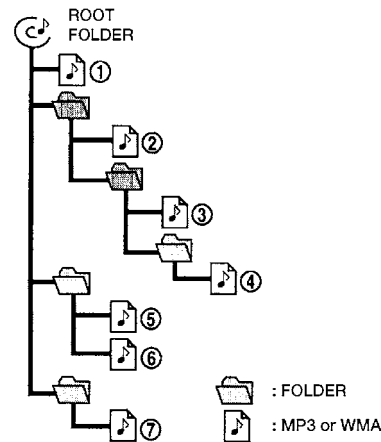 ROOT
FOLDER
①
②
③
④
⑤
⑥
⑦
: FOLDER
: MP3 or WMA